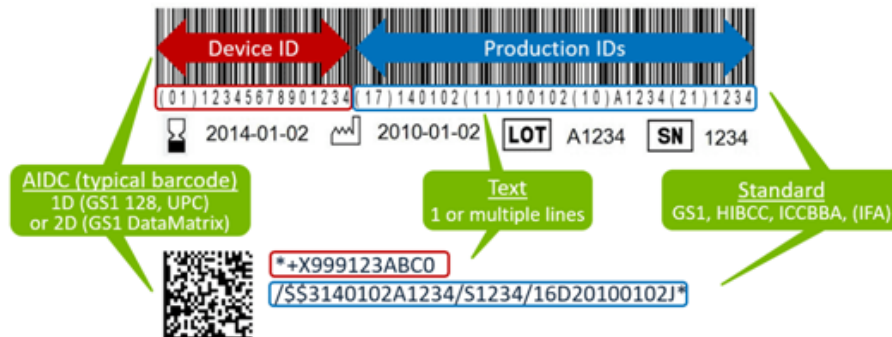 Device ID
Production IDs
(01)12345678901234(17)140102(11)100102(10)A1234(21)1234
2014-01-02 2010-01-02 LOT A1234 SN 1234
AIDC (typical barcode)
1D (GS1 128, UPC)
or 2D (GS1 DataMatrix)
Text
1 or multiple lines
Standard
GS1, HIBCC, ICCBBA, (IFA)
*+X999123ABC0
/$$3140102A1234/S1234/16D20100102J*